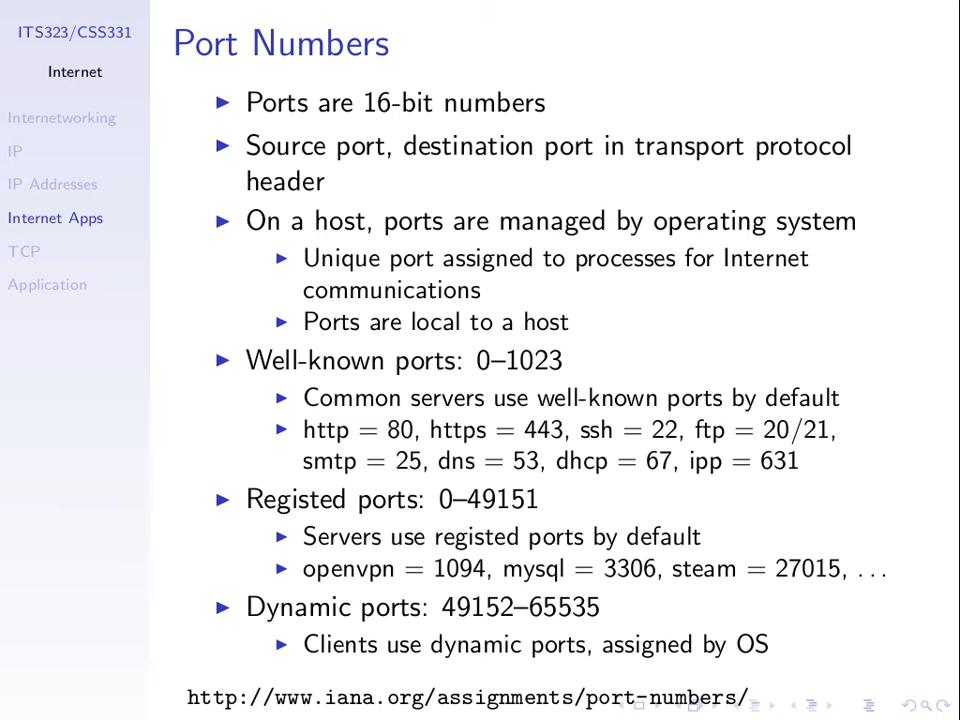 ITS323/CSS331
Internet
Internetworking
IP
IP Addresses
Internet Apps
TCP
Application
Port Numbers
Ports are 16-bit numbers
Source port, destination port in transport protocol
header
On a host, ports are managed by operating system
Unique port assigned to processes for Internet
communications
Ports are local to a host
Well-known ports: 0–1023
Common servers use well-known ports by default
http = 80, https = 443, ssh = 22, ftp = 20/21,
smtp = 25, dns = 53, dhcp = 67, ipp = 631
Registed ports: 0–49151
Servers use registed ports by default
openvpn = 1094, mysql = 3306, steam = 27015, . . .
Dynamic ports: 49152–65535
Clients use dynamic ports, assigned by OS
http://www.iana.org/assignments/port-numbers/